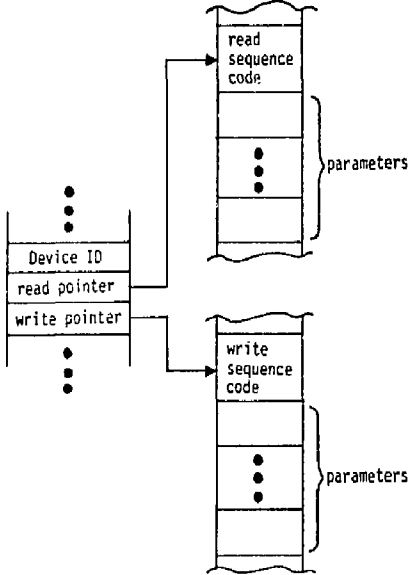 read
sequence
code
parameters
Device ID
read pointer
write pointer
write
sequence
code
parameters